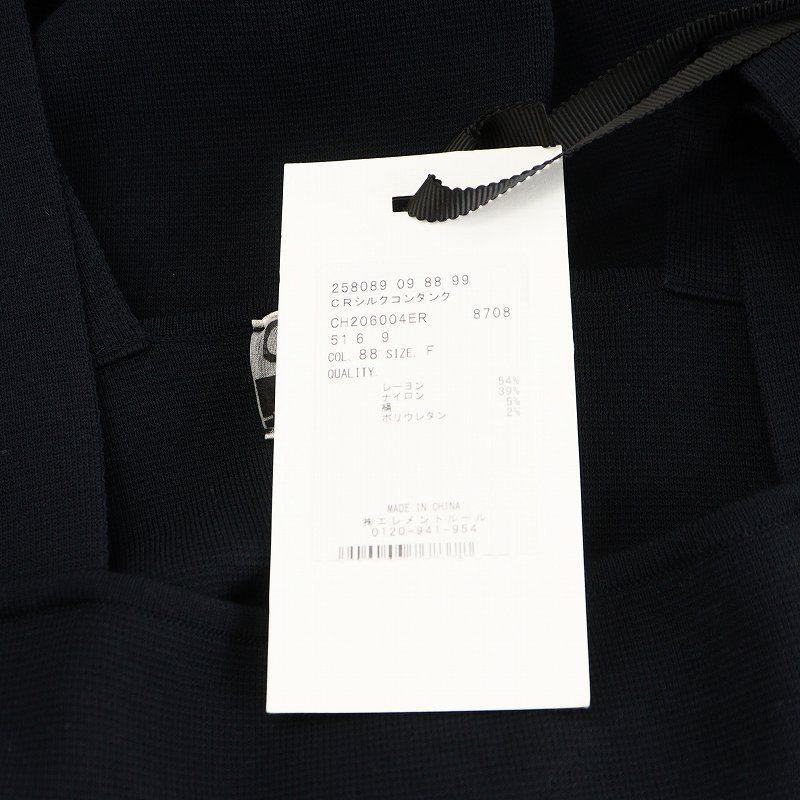 258089 09 88 99
CRシルクコンタンク
CH206004ER 8708
51 6 9
COL. 88 SIZE. F
QUALITY.
レーヨン 54%
ナイロン 39%
絹 5%
ポリウレタン 2%
MADE IN CHINA
㈱エレメントルール
0120-941-954